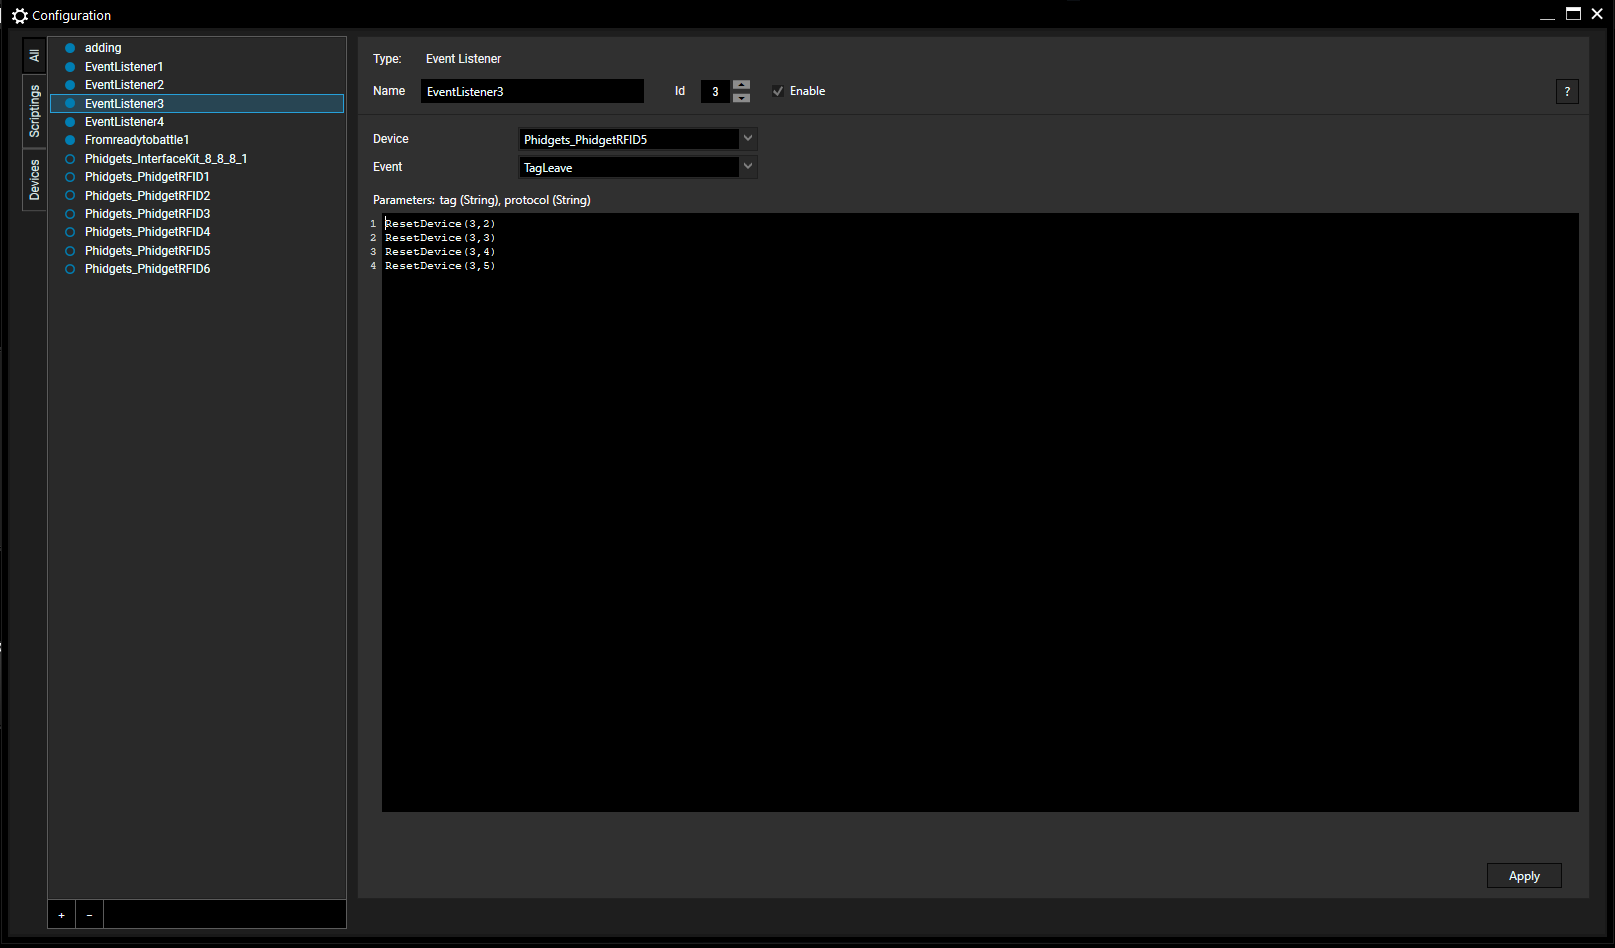 Configuration
All
Scriptings
Devices
adding
EventListener1
EventListener2
EventListener3
EventListener4
Fromreadytobattle1
Phidgets_InterfaceKit_8_8_8_1
Phidgets_PhidgetRFID1
Phidgets_PhidgetRFID2
Phidgets_PhidgetRFID3
Phidgets_PhidgetRFID4
Phidgets_PhidgetRFID5
Phidgets_PhidgetRFID6
+ -
Type: Event Listener
Name EventListener3 Id 3 Enable ?
Device Phidgets_PhidgetRFID5
Event TagLeave
Parameters: tag (String), protocol (String)
1 ResetDevice(3,2)
2 ResetDevice(3,3)
3 ResetDevice(3,4)
4 ResetDevice(3,5)
Apply